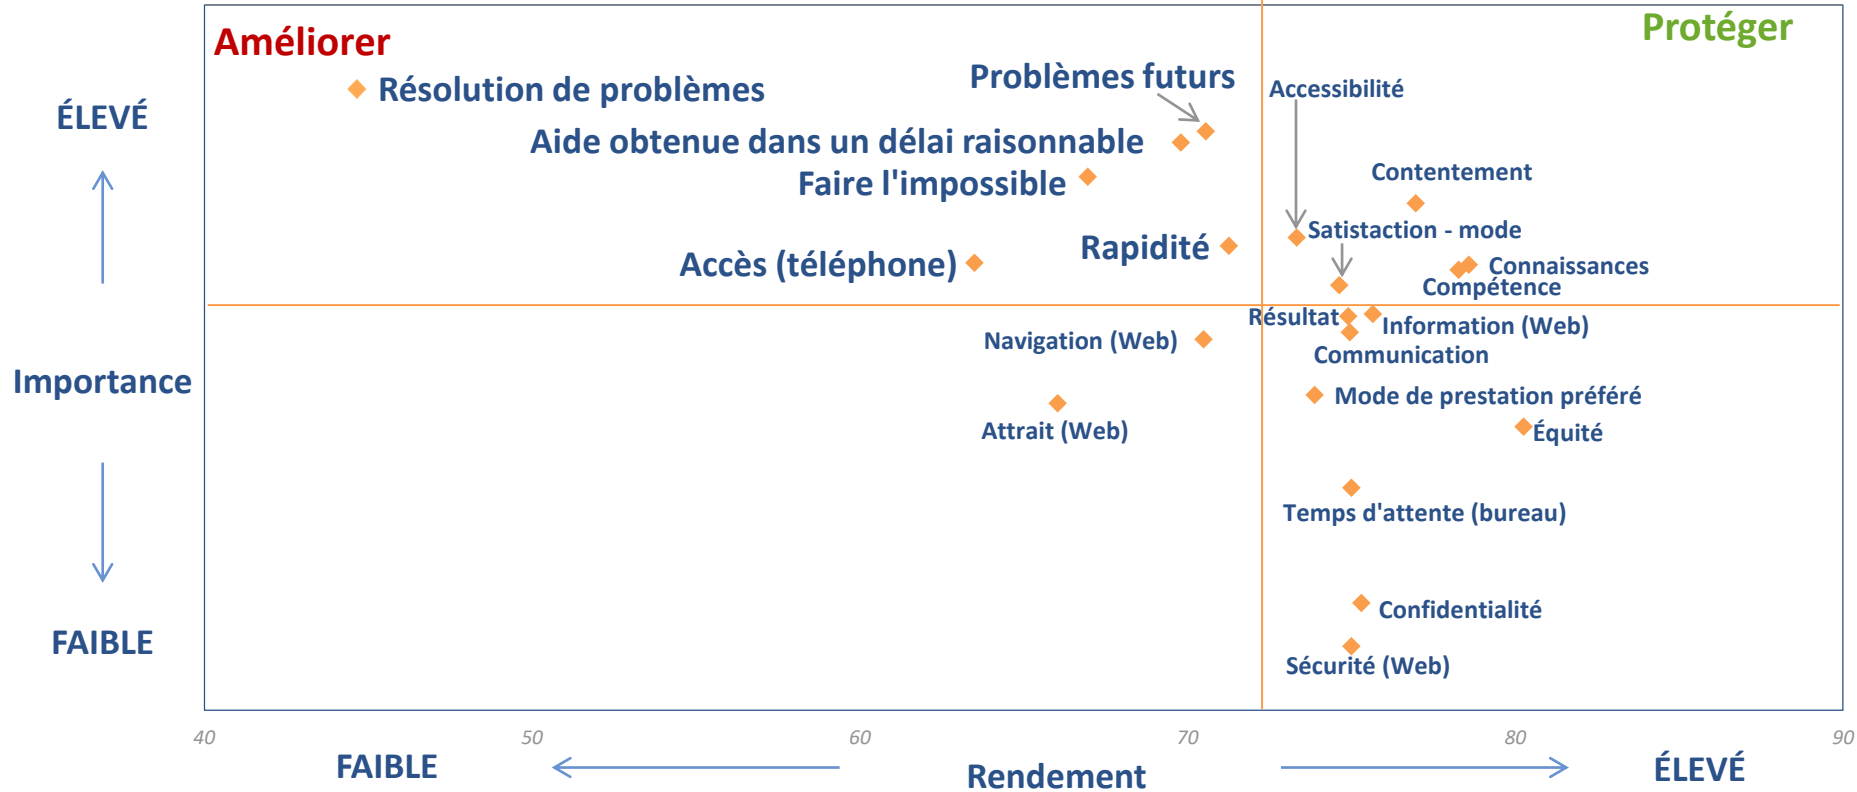 Améliorer
Protéger
Problèmes futurs
Résolution de problèmes
Accessibilité
ÉLEVÉ
Aide obtenue dans un délai raisonnable
Contentement
Faire l'impossible
Satistaction - mode
Rapidité
Accès (téléphone)
Connaissances
Compétence
Résultat
Information (Web)
Navigation (Web)
Communication
Importance
Mode de prestation préféré
Attrait (Web)
Équité
Temps d'attente (bureau)
Confidentialité
FAIBLE
Sécurité (Web)
40 50 60 70 80 90
FAIBLE Rendement ÉLEVÉ